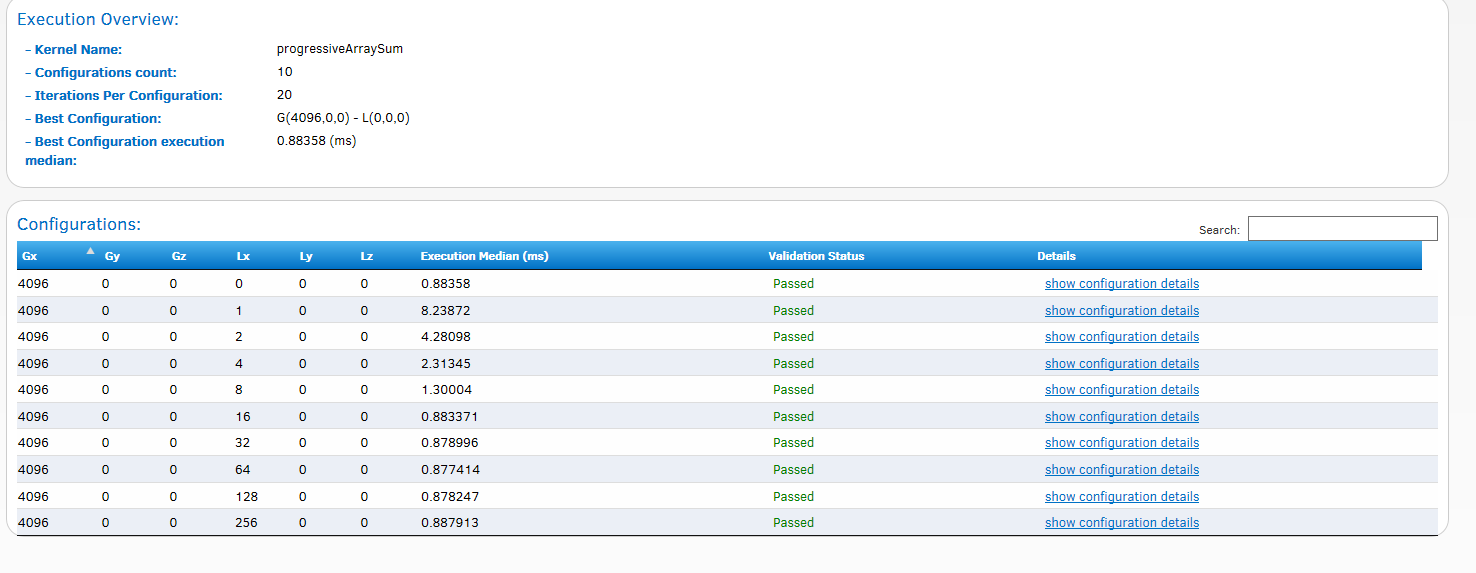 Execution Overview:
– Kernel Name: progressiveArraySum
– Configurations count: 10
– Iterations Per Configuration: 20
– Best Configuration: G(4096,0,0) - L(0,0,0)
– Best Configuration execution median: 0.88358 (ms)
Configurations:
Search:
Gx Gy Gz Lx Ly Lz Execution Median (ms) Validation Status Details
4096 0 0 0 0 0 0.88358 Passed show configuration details
4096 0 0 1 0 0 8.23872 Passed show configuration details
4096 0 0 2 0 0 4.28098 Passed show configuration details
4096 0 0 4 0 0 2.31345 Passed show configuration details
4096 0 0 8 0 0 1.30004 Passed show configuration details
4096 0 0 16 0 0 0.883371 Passed show configuration details
4096 0 0 32 0 0 0.878996 Passed show configuration details
4096 0 0 64 0 0 0.877414 Passed show configuration details
4096 0 0 128 0 0 0.878247 Passed show configuration details
4096 0 0 256 0 0 0.887913 Passed show configuration details